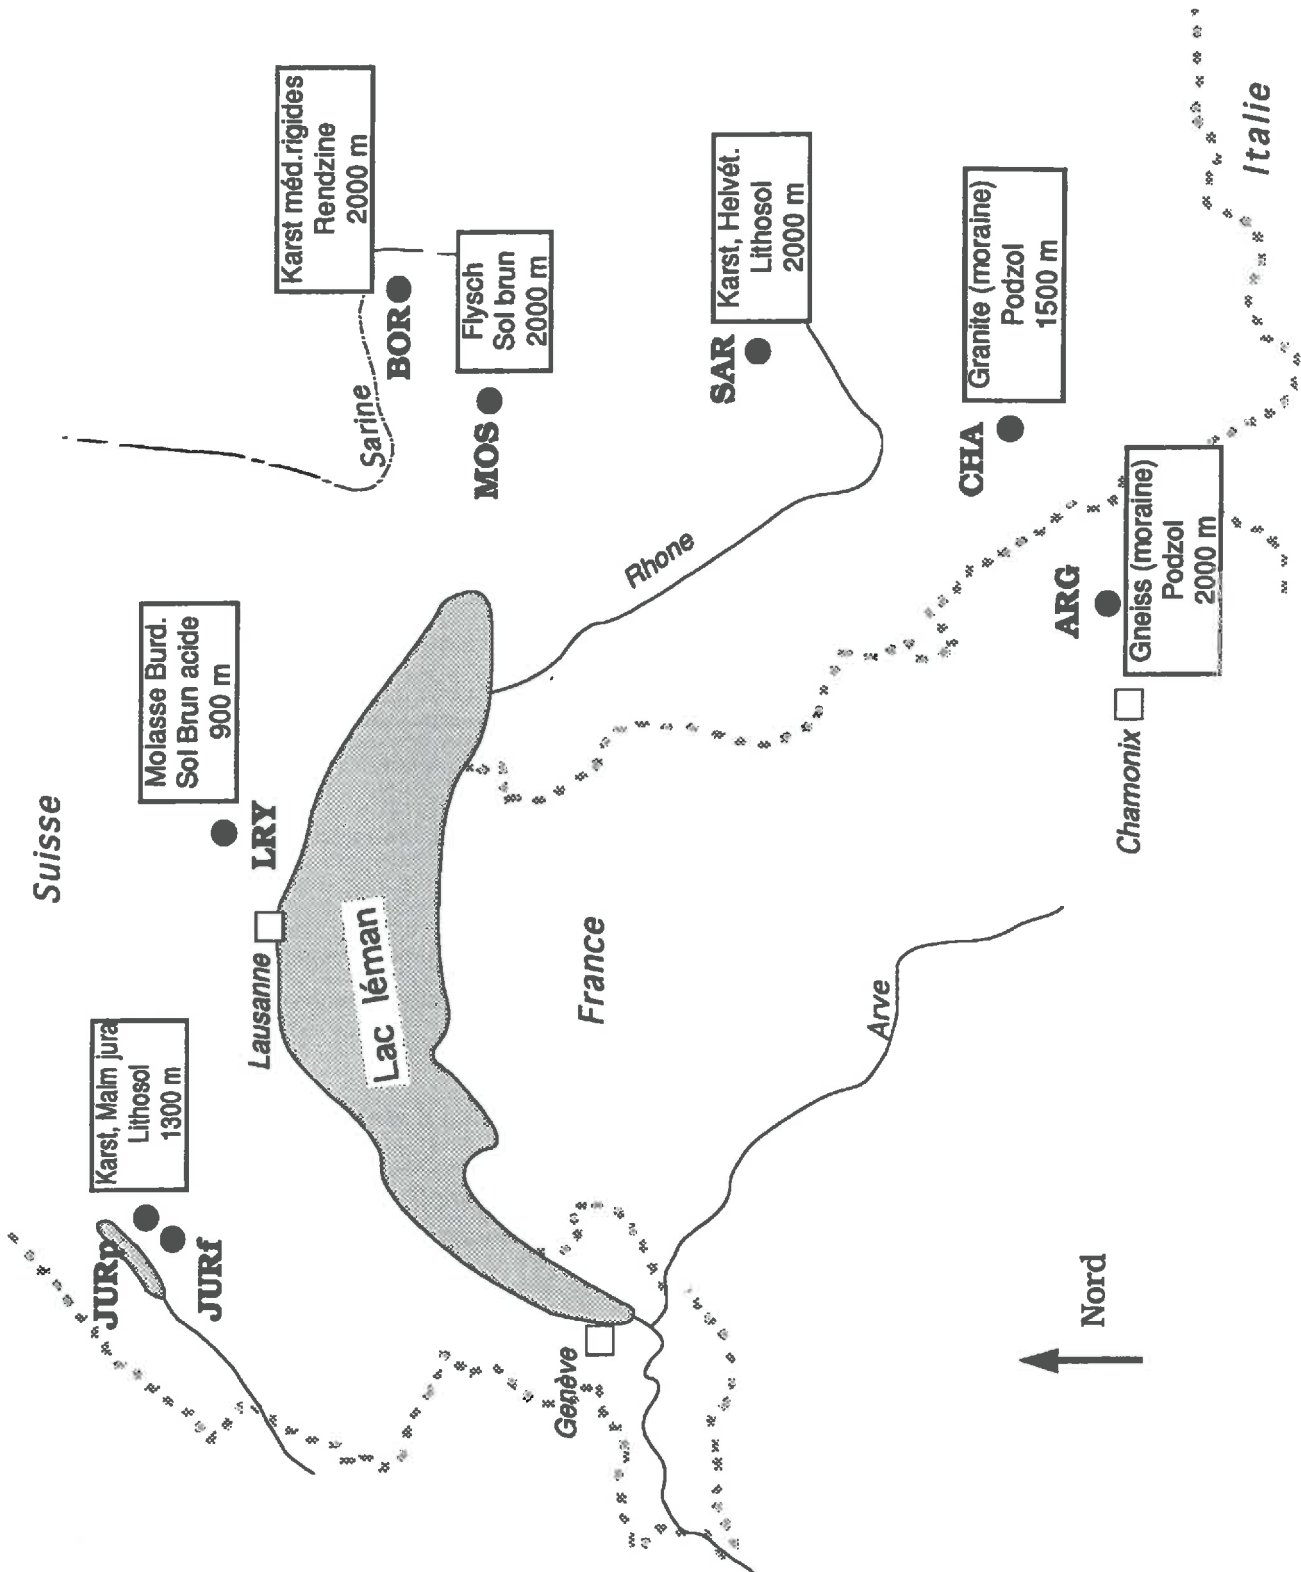 Suisse
JURp
Karst, Malm jura
Lithosol
1300 m
Molasse Burd.
Sol Brun acide
900 m
JURf
Lausanne
LRY
Karst méd.rigides
Rendzine
2000 m
Sarine
Lac léman
BOR
Flysch
Sol brun
2000 m
MOS
Genève
France
Rhone
SAR
Karst, Helvét.
Lithosol
2000 m
Arve
CHA
Granite (moraine)
Podzol
1500 m
ARG
Nord
Chamonix
Gneiss (moraine)
Podzol
2000 m
Italie